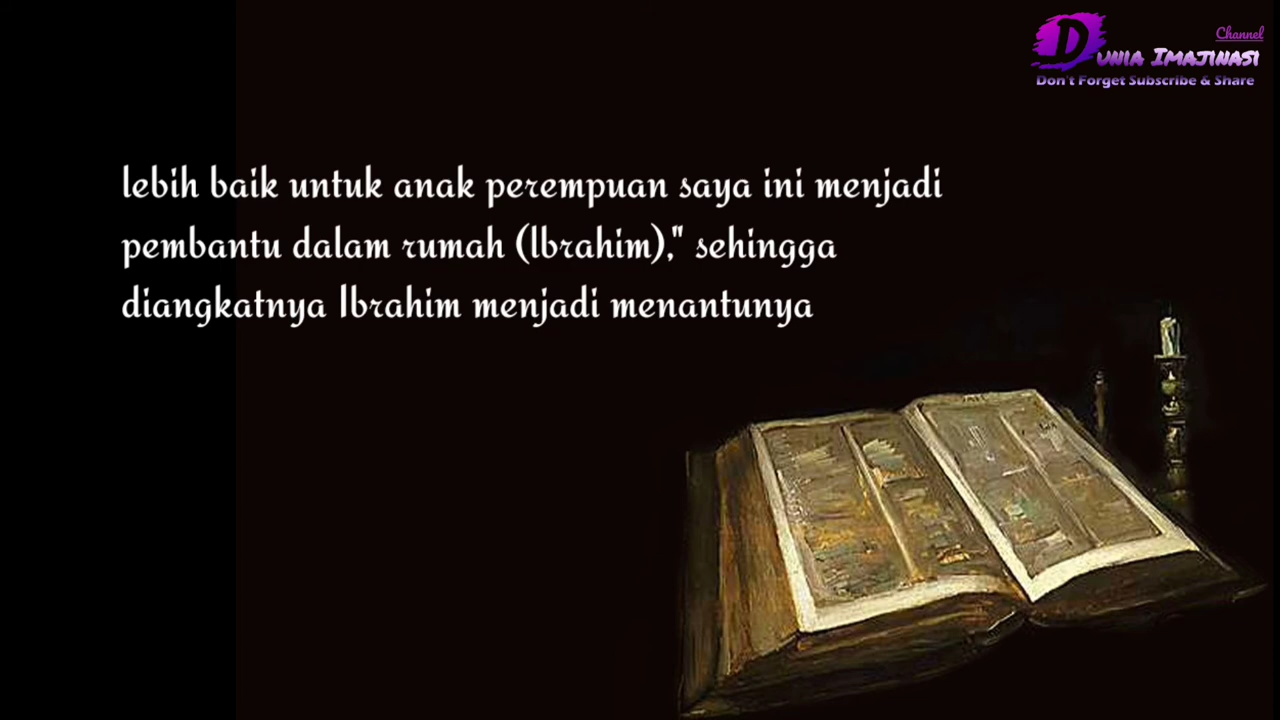 Channel
Dunia Imajinasi
Don't Forget Subscribe & Share
lebih baik untuk anak perempuan saya ini menjadi
pembantu dalam rumah (Ibrahim)," sehingga
diangkatnya Ibrahim menjadi menantunya